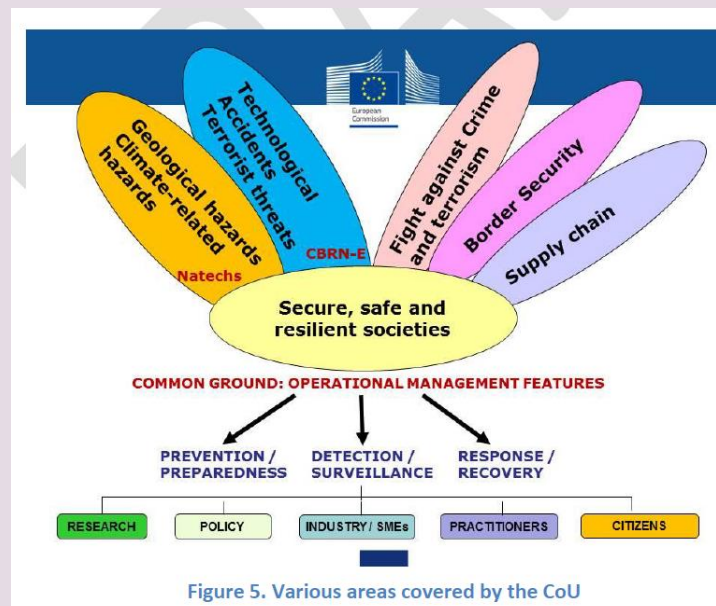 Geological hazards
Climate-related
hazards
Natechs
Technological
Accidents
Terrorist threats
CBRN-E
European
Commission
Fight against Crime
and terrorism
Border Security
Supply chain
Secure, safe and
resilient societies
COMMON GROUND: OPERATIONAL MANAGEMENT FEATURES
PREVENTION /
PREPAREDNESS
DETECTION /
SURVEILLANCE
RESPONSE /
RECOVERY
RESEARCH
POLICY
INDUSTRY/ SMEs
PRACTITIONERS
CITIZENS
Figure 5. Various areas covered by the CoU